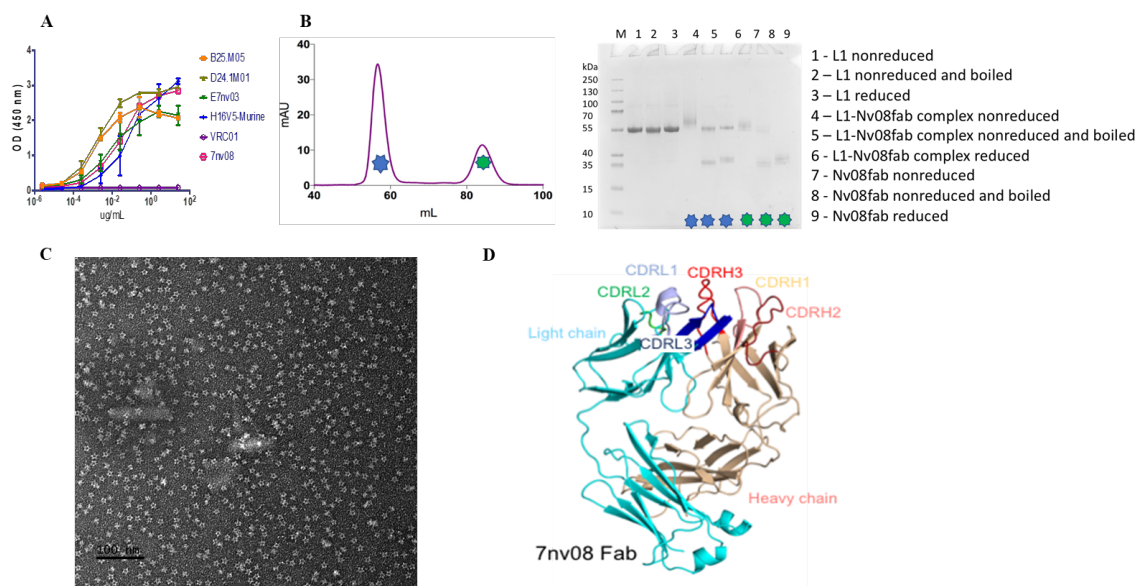 A
4
3
2
1
0
OD (450 nm)
10-6
10-4
10-2
100
102
ug/mL
B25.M05
D24.1M01
E7nv03
H16V5-Murine
VRC01
7nv08
B
40
30
20
10
0
mAU
40
60
80
100
mL
M 1 2 3 4 5 6 7 8 9
kDa
250
130
100
70
55
40
35
25
15
10
1 - L1 nonreduced
2 – L1 nonreduced and boiled
3 – L1 reduced
4 – L1-Nv08fab complex nonreduced
5 – L1-Nv08fab complex nonreduced and boiled
6 – L1-Nv08fab complex reduced
7 - Nv08fab nonreduced
8 – Nv08fab nonreduced and boiled
9 - Nv08fab reduced
C
100 nm
D
CDRL1
CDRH3
CDRH1
CDRL2
CDRH2
Light chain
CDRL3
Heavy chain
7nv08 Fab